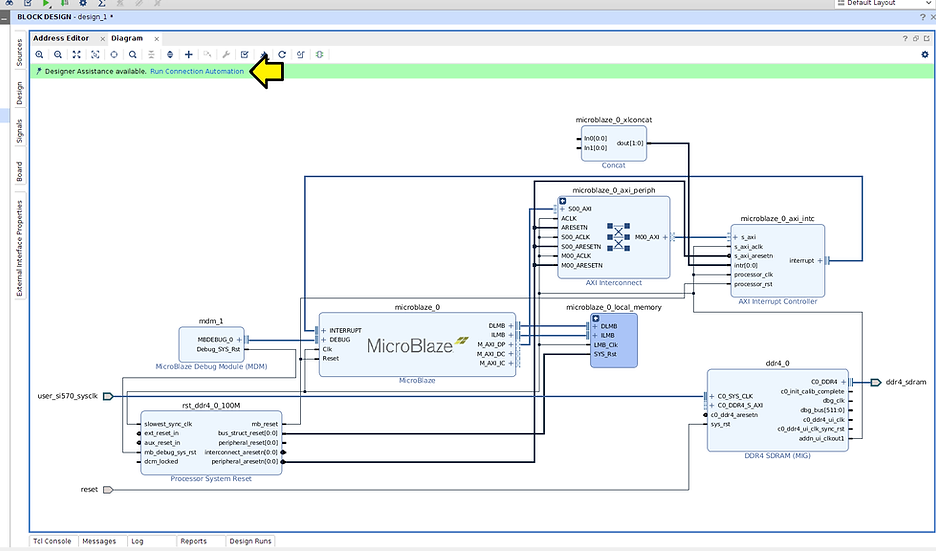 Default Layout
BLOCK DESIGN - design_1 *
Address Editor
Diagram
Designer Assistance available. Run Connection Automation
Sources
Design
Signals
Board
External Interface Properties
microblaze_0_xlconcat
In0[0:0]
In1[0:0]
dout[1:0]
Concat
microblaze_0_axi_periph
S00_AXI
ACLK
ARESETN
S00_ACLK
S00_ARESETN
M00_ACLK
M00_ARESETN
M00_AXI
AXI Interconnect
microblaze_0_axi_intc
s_axi
s_axi_aclk
s_axi_aresetn
intr[0:0]
processor_clk
processor_rst
interrupt
AXI Interrupt Controller
mdm_1
MBDEBUG_0
Debug_SYS_Rst
MicroBlaze Debug Module (MDM)
microblaze_0
INTERRUPT
DEBUG
Clk
Reset
MicroBlaze
DLMB
ILMB
M_AXI_DP
M_AXI_DC
M_AXI_IC
MicroBlaze
microblaze_0_local_memory
DLMB
ILMB
LMB_Clk
SYS_Rst
ddr4_0
C0_SYS_CLK
C0_DDR4_S_AXI
c0_ddr4_aresetn
sys_rst
C0_DDR4
c0_init_calib_complete
dbg_clk
dbg_bus[511:0]
c0_ddr4_ui_clk
c0_ddr4_ui_clk_sync_rst
addn_ui_clkout1
DDR4 SDRAM (MIG)
ddr4_sdram
user_si570_sysclk
rst_ddr4_0_100M
slowest_sync_clk
ext_reset_in
aux_reset_in
mb_debug_sys_rst
dcm_locked
mb_reset
bus_struct_reset[0:0]
peripheral_reset[0:0]
interconnect_aresetn[0:0]
peripheral_aresetn[0:0]
Processor System Reset
reset
Tcl Console
Messages
Log
Reports
Design Runs